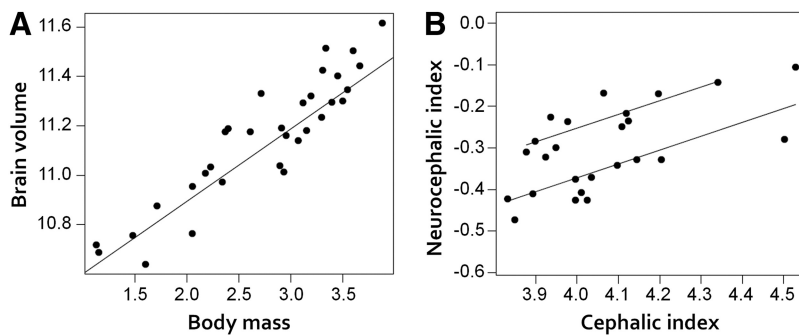 A
Brain volume
11.6
11.4
11.2
11.0
10.8
1.5 2.0 2.5 3.0 3.5
Body mass
B
Neurocephalic index
0.0
-0.1
-0.2
-0.3
-0.4
-0.5
-0.6
3.9 4.0 4.1 4.2 4.3 4.4 4.5
Cephalic index